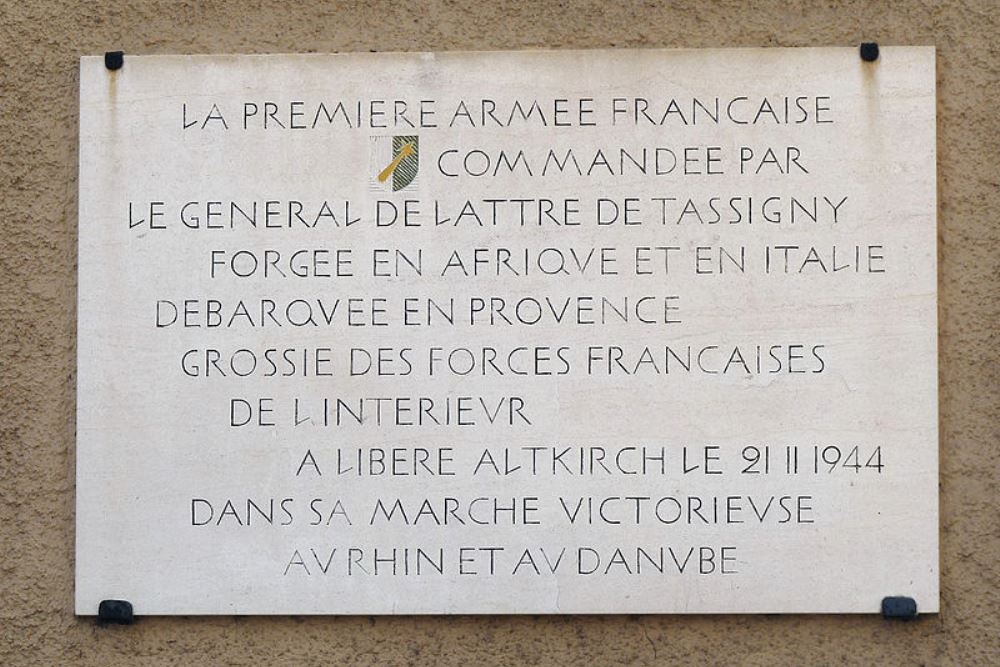 LA PREMIERE ARMEE FRANCAISE
COMMANDEE PAR
LE GENERAL DE LATTRE DE TASSIGNY
FORGEE EN AFRIQVE ET EN ITALIE
DEBARQVEE EN PROVENCE
GROSSIE DES FORCES FRANCAISES
DE L.INTERIEVR
A LIBERE ALTKIRCH LE 21 11 1944
DANS SA MARCHE VICTORIEVSE
AV RHIN ET AV DANVBE